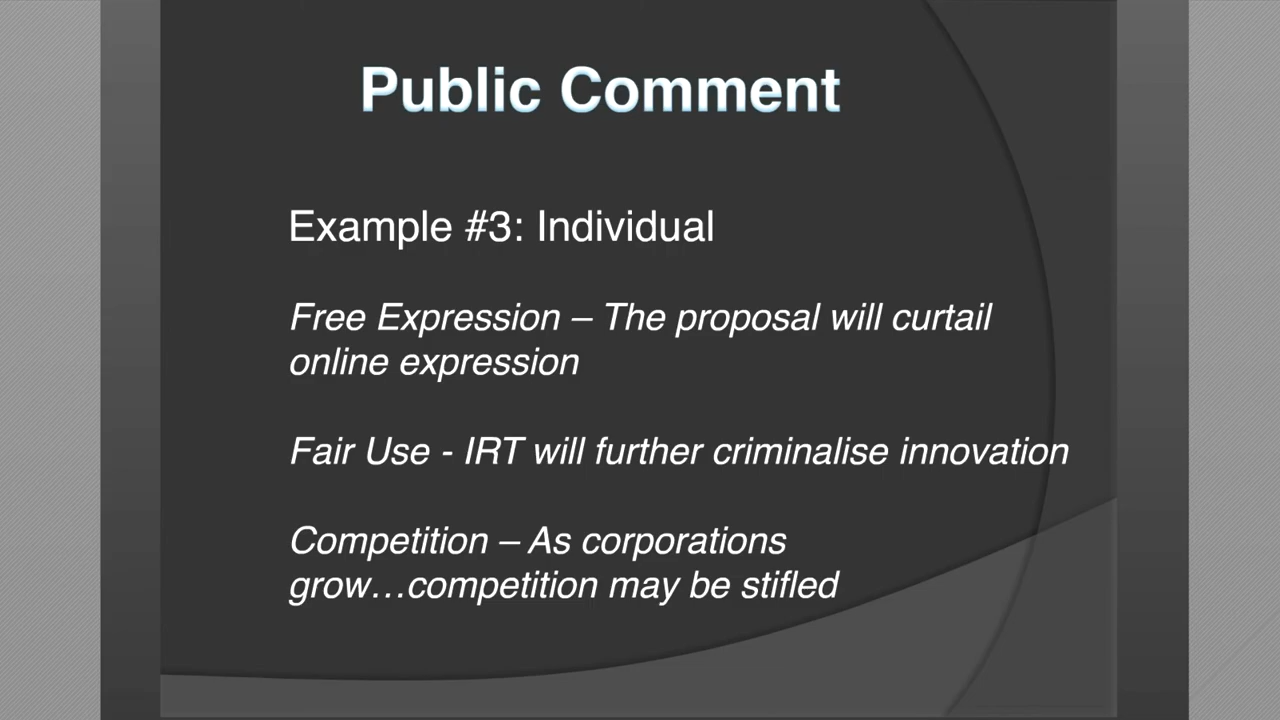 Public Comment
Example #3: Individual
Free Expression – The proposal will curtail
online expression
Fair Use - IRT will further criminalise innovation
Competition – As corporations
grow…competition may be stifled